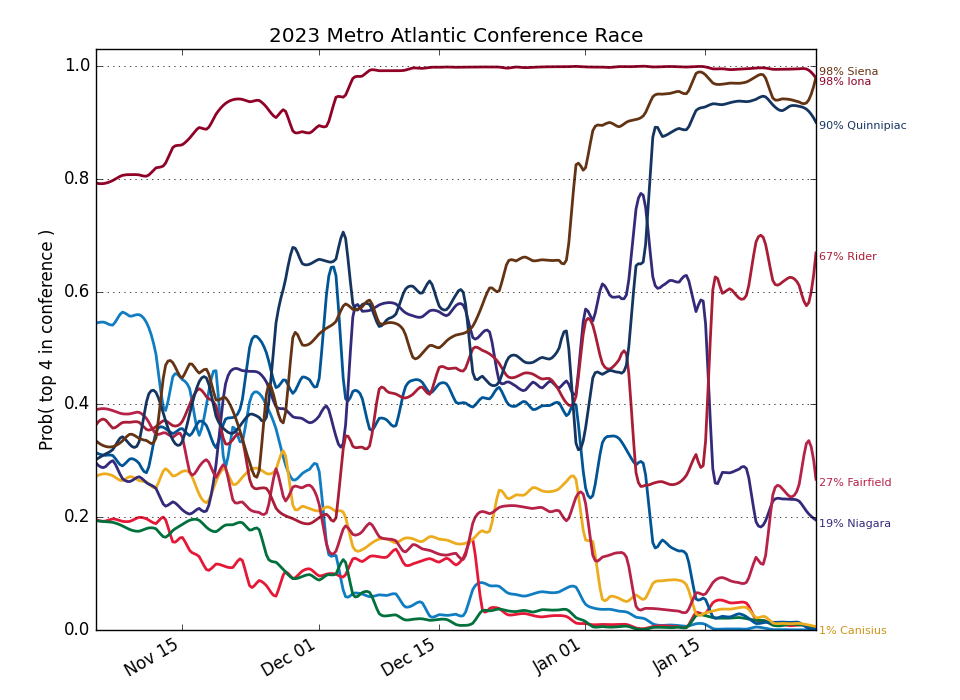 2023 Metro Atlantic Conference Race
Prob( top 4 in conference )
1.0
0.8
0.6
0.4
0.2
0.0
98% Siena
98% Iona
90% Quinnipiac
67% Rider
27% Fairfield
19% Niagara
1% Canisius
Nov 15
Dec 01
Dec 15
Jan 01
Jan 15